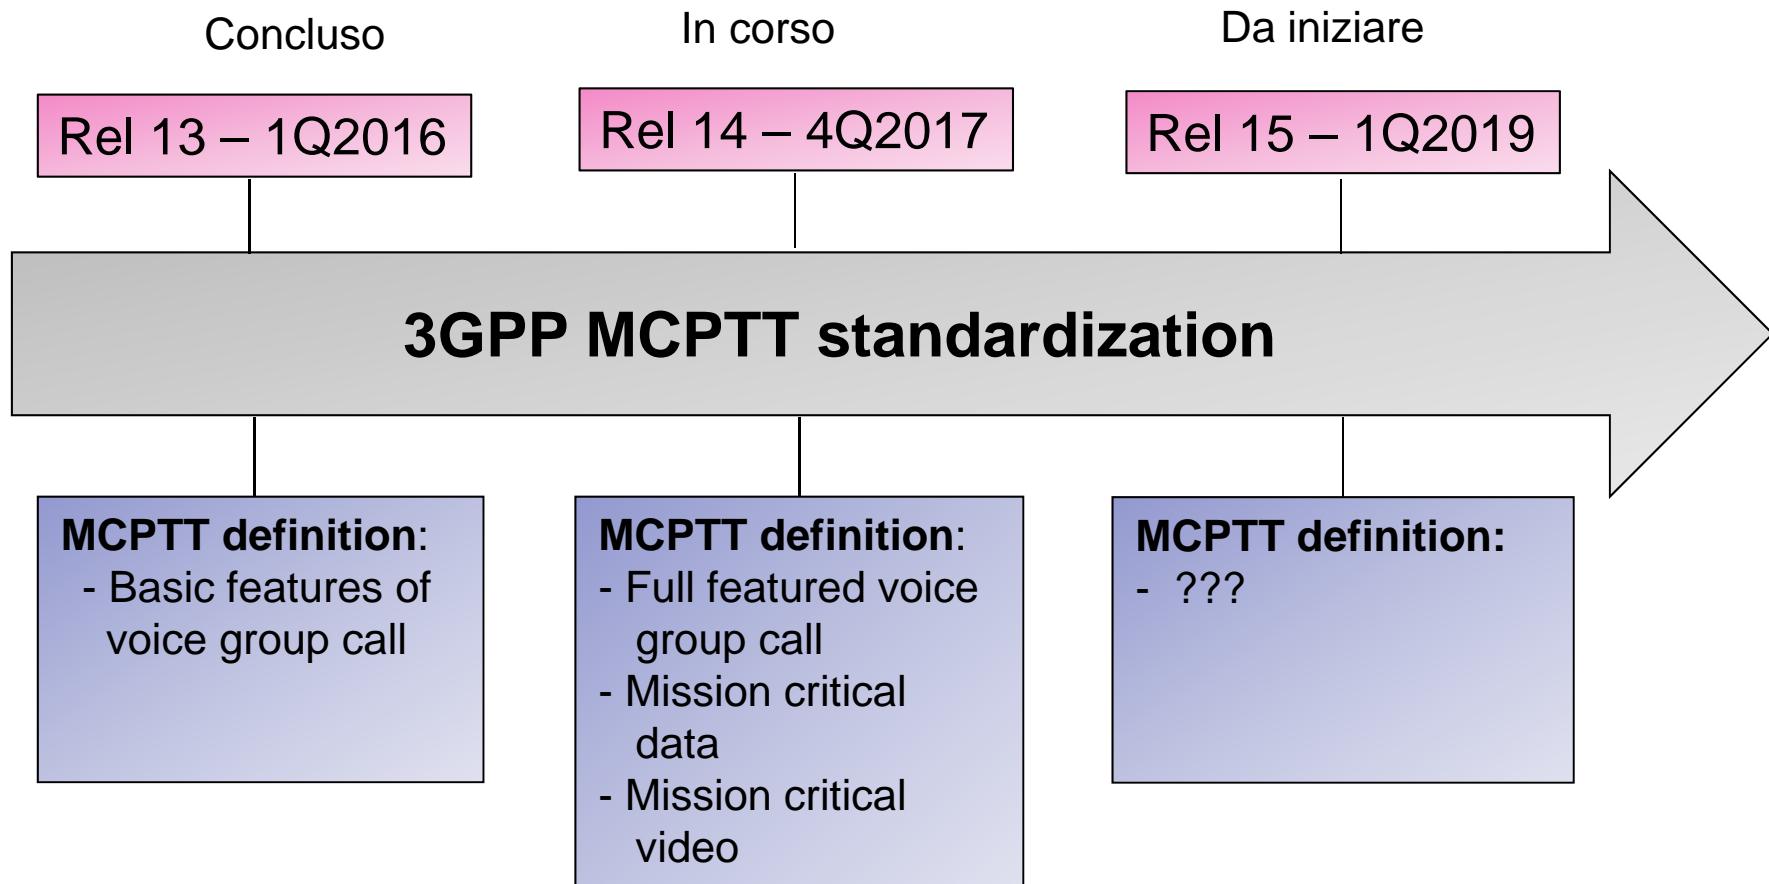 Concluso
In corso
Da iniziare
Rel 13 – 1Q2016
Rel 14 – 4Q2017
Rel 15 – 1Q2019
3GPP MCPTT standardization
MCPTT definition:
- Basic features of
voice group call
MCPTT definition:
- Full featured voice
group call
- Mission critical
data
- Mission critical
video
MCPTT definition:
- ???